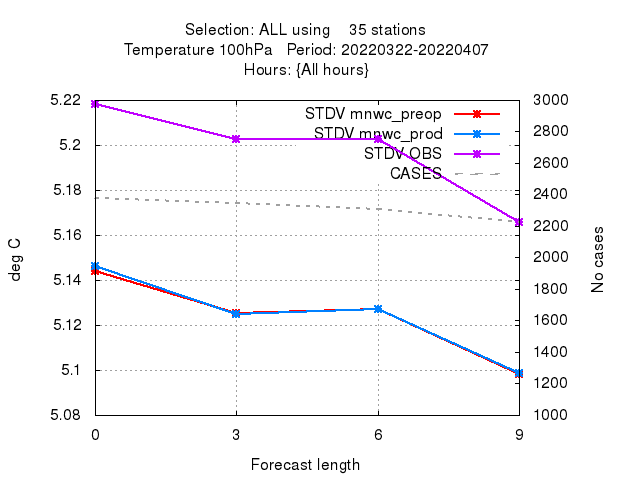 Selection: ALL using 35 stations
Temperature 100hPa Period: 20220322-20220407
Hours: {All hours}
5.22
5.2
5.18
5.16
5.14
5.12
5.1
5.08
3000
2800
2600
2400
2200
2000
1800
1600
1400
1200
1000
STDV mnwc_preop
STDV mnwc_prod
STDV OBS
CASES
deg C
No cases
0 3 6 9
Forecast length